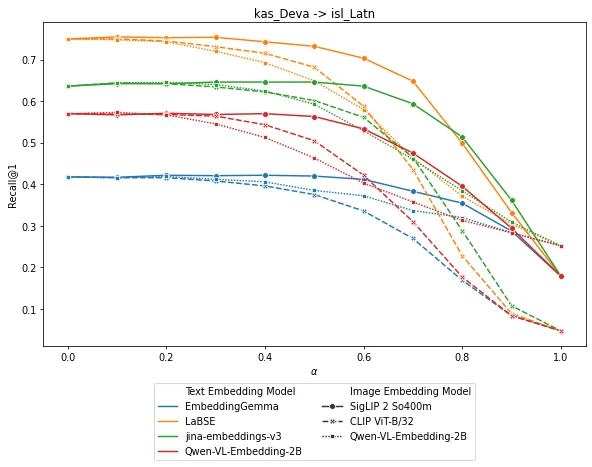 kas_Deva -> isl_Latn
Recall@1
0.7
0.6
0.5
0.4
0.3
0.2
0.1
0.0 0.2 0.4 0.6 0.8 1.0
α
Text Embedding Model Image Embedding Model
EmbeddingGemma SigLIP 2 So400m
LaBSE CLIP ViT-B/32
jina-embeddings-v3 Qwen-VL-Embedding-2B
Qwen-VL-Embedding-2B